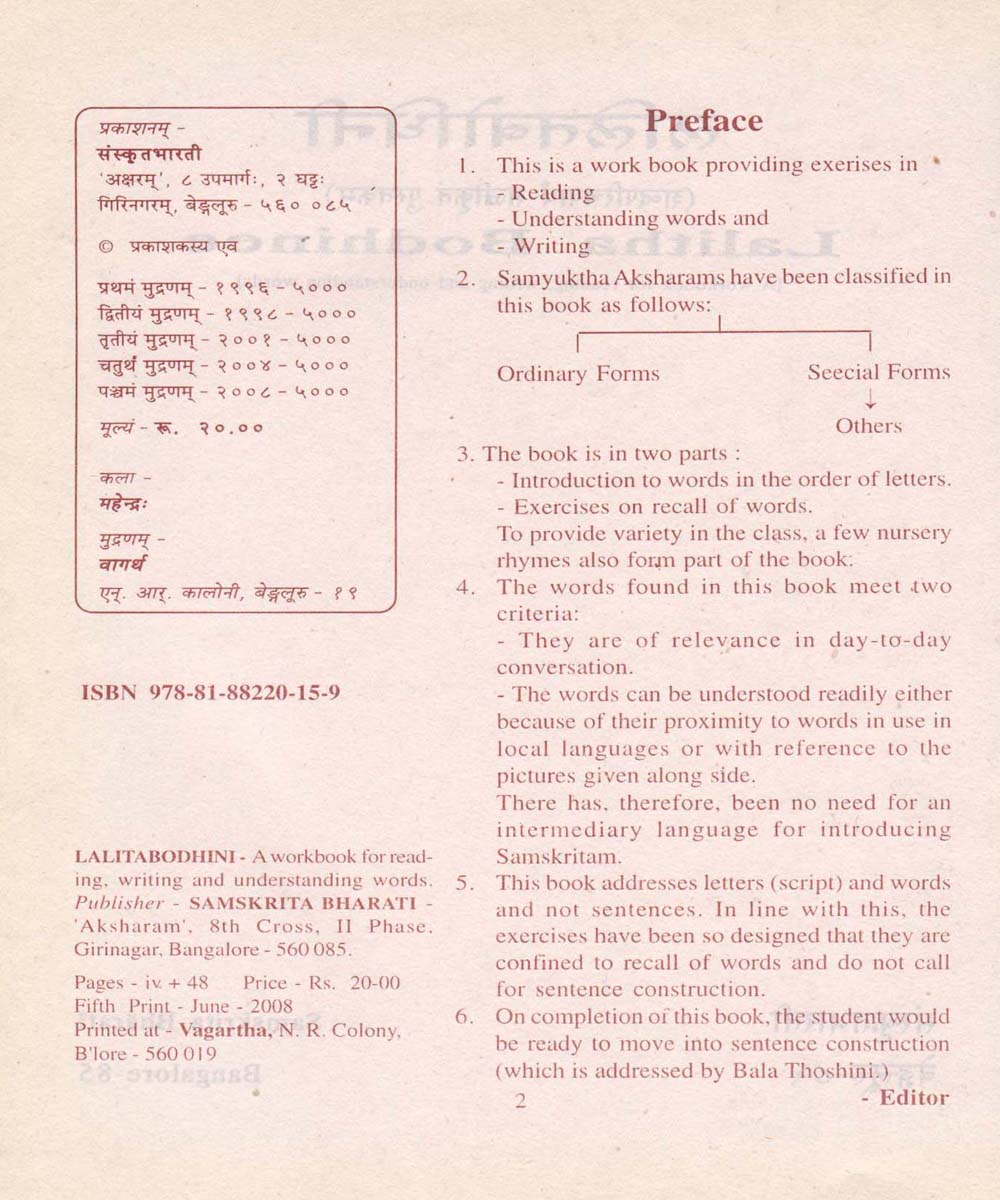 प्रकाशनम् -
संस्कृतभारती
'अक्षरम्', ८ उपमार्गः, २ घट्टः
गिरिनगरम्, बेङ्गलूरु - ५६० ०८५
© प्रकाशकस्य एव
प्रथमं मुद्रणम् - १९९६ - ५०००
द्वितीयं मुद्रणम् - १९९८ - ५०००
तृतीयं मुद्रणम् - २००१ - ५०००
चतुर्थं मुद्रणम् - २००४ - ५०००
पञ्चमं मुद्रणम् - २००८ - ५०००
मूल्यं - रू. २०.००
कला -
महेन्द्रः
मुद्रणम् -
वागर्थ
एन्. आर्. कालोनी, बेङ्गलूरु - १९
ISBN 978-81-88220-15-9
LALITABODHINI - A workbook for read-
ing, writing and understanding words.
Publisher - SAMSKRITA BHARATI -
'Aksharam', 8th Cross, II Phase,
Girinagar, Bangalore - 560 085.
Pages - iv + 48 Price - Rs. 20-00
Fifth Print - June - 2008
Printed at - Vagartha, N. R. Colony,
B'lore - 560 019
Preface
1. This is a work book providing exerises in
- Reading
- Understanding words and
- Writing
2. Samyuktha Aksharams have been classified in
this book as follows:
Ordinary Forms Seecial Forms
Others
3. The book is in two parts :
- Introduction to words in the order of letters.
- Exercises on recall of words.
To provide variety in the class, a few nursery
rhymes also form part of the book.
4. The words found in this book meet two
criteria:
- They are of relevance in day-to-day
conversation.
- The words can be understood readily either
because of their proximity to words in use in
local languages or with reference to the
pictures given along side.
There has, therefore, been no need for an
intermediary language for introducing
Samskritam.
5. This book addresses letters (script) and words
and not sentences. In line with this, the
exercises have been so designed that they are
confined to recall of words and do not call
for sentence construction.
6. On completion of this book, the student would
be ready to move into sentence construction
(which is addressed by Bala Thoshini.)
- Editor
2